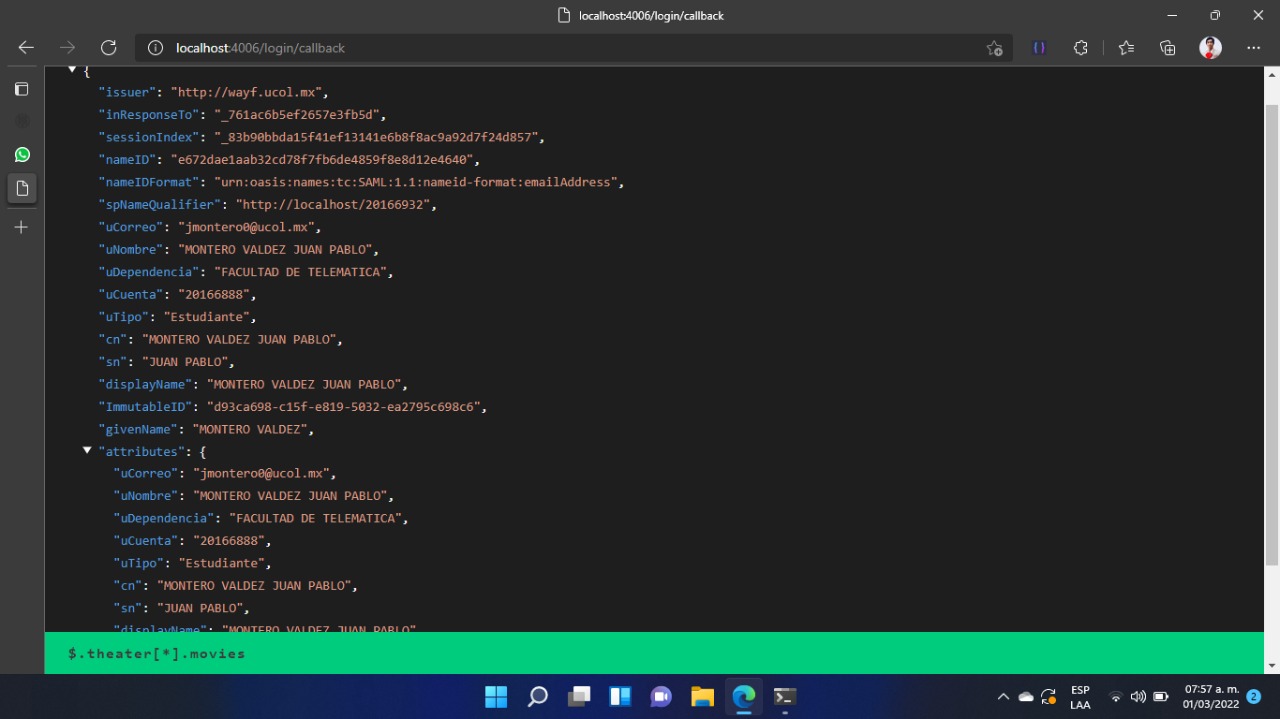 localhost:4006/login/callback
localhost:4006/login/callback
{
"issuer": "http://wayf.ucol.mx",
"inResponseTo": "_761ac6b5ef2657e3fb5d",
"sessionIndex": "_83b90bbda15f41ef13141e6b8f8ac9a92d7f24d857",
"nameID": "e672dae1aab32cd78f7fb6de4859f8e8d12e4640",
"nameIDFormat": "urn:oasis:names:tc:SAML:1.1:nameid-format:emailAddress",
"spNameQualifier": "http://localhost/20166932",
"uCorreo": "jmontero0@ucol.mx",
"uNombre": "MONTERO VALDEZ JUAN PABLO",
"uDependencia": "FACULTAD DE TELEMATICA",
"uCuenta": "20166888",
"uTipo": "Estudiante",
"cn": "MONTERO VALDEZ JUAN PABLO",
"sn": "JUAN PABLO",
"displayName": "MONTERO VALDEZ JUAN PABLO",
"ImmutableID": "d93ca698-c15f-e819-5032-ea2795c698c6",
"givenName": "MONTERO VALDEZ",
"attributes": {
"uCorreo": "jmontero0@ucol.mx",
"uNombre": "MONTERO VALDEZ JUAN PABLO",
"uDependencia": "FACULTAD DE TELEMATICA",
"uCuenta": "20166888",
"uTipo": "Estudiante",
"cn": "MONTERO VALDEZ JUAN PABLO",
"sn": "JUAN PABLO",
"displayName": "MONTERO VALDEZ JUAN PABLO"
$.theater[*].movies
ESP
LAA
07:57 a. m.
01/03/2022
2